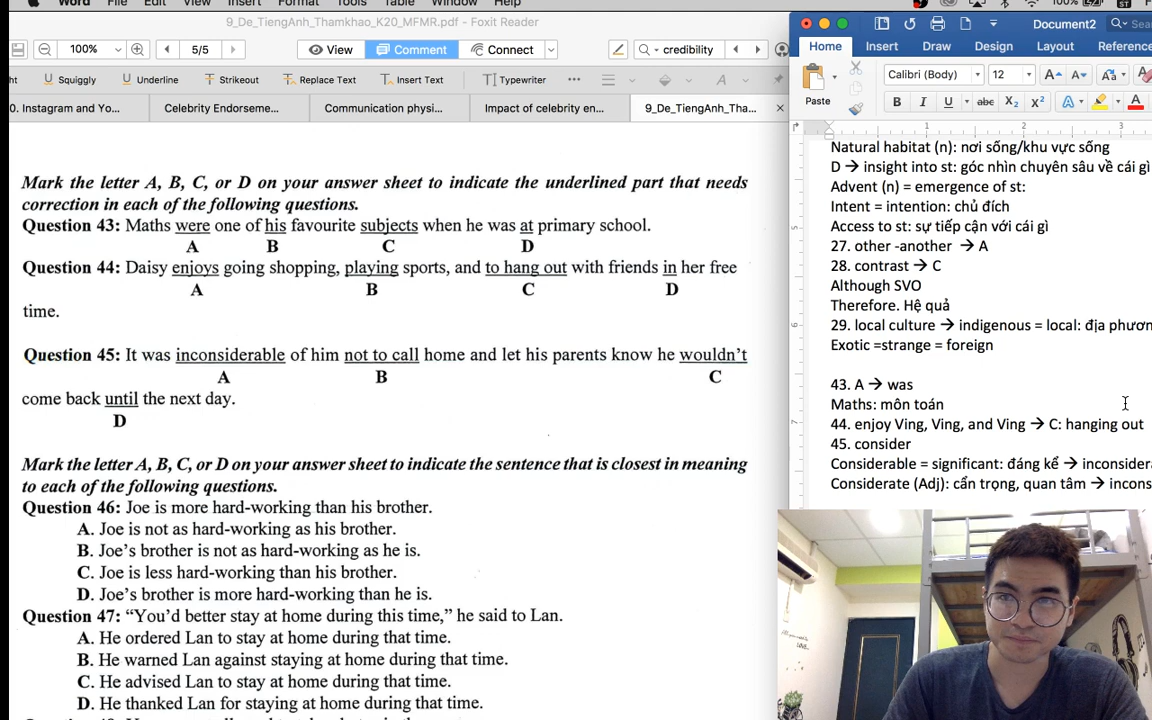 Word File Edit View Insert Format Tools Table Window Help 100%
9_De_TiengAnh_Thamkhao_K20_MFMR.pdf - Foxit Reader
100% 5/5 View Comment Connect credibility
ht Squiggly Underline Strikeout Replace Text Insert Text Typewriter
0. Instagram and Yo... Celebrity Endorseme... Communication physi... Impact of celebrity en... 9_De_TiengAnh_Tha...
Mark the letter A, B, C, or D on your answer sheet to indicate the underlined part that needs
correction in each of the following questions.
Question 43: Maths were one of his favourite subjects when he was at primary school.
A B C D
Question 44: Daisy enjoys going shopping, playing sports, and to hang out with friends in her free
A B C D
time.
Question 45: It was inconsiderable of him not to call home and let his parents know he wouldn't
A B C
come back until the next day.
D
Mark the letter A, B, C, or D on your answer sheet to indicate the sentence that is closest in meaning
to each of the following questions.
Question 46: Joe is more hard-working than his brother.
A. Joe is not as hard-working as his brother.
B. Joe's brother is not as hard-working as he is.
C. Joe is less hard-working than his brother.
D. Joe's brother is more hard-working than he is.
Question 47: “You'd better stay at home during this time,” he said to Lan.
A. He ordered Lan to stay at home during that time.
B. He warned Lan against staying at home during that time.
C. He advised Lan to stay at home during that time.
D. He thanked Lan for staying at home during that time.
Document2 Sea
Home Insert Draw Design Layout Reference
Paste Calibri (Body) 12
B I U abc X₂ X² A A
1 2 3
Natural habitat (n): nơi sống/khu vực sống
D → insight into st: góc nhìn chuyên sâu về cái gì
Advent (n) = emergence of st:
Intent = intention: chủ đích
Access to st: sự tiếp cận với cái gì
27. other -another → A
28. contrast → C
Although SVO
Therefore. Hệ quả
29. local culture → indigenous = local: địa phươn
Exotic =strange = foreign
43. A → was
Maths: môn toán
44. enjoy Ving, Ving, and Ving → C: hanging out
45. consider
Considerable = significant: đáng kể → inconsider
Considerate (Adj): cẩn trọng, quan tâm → incons